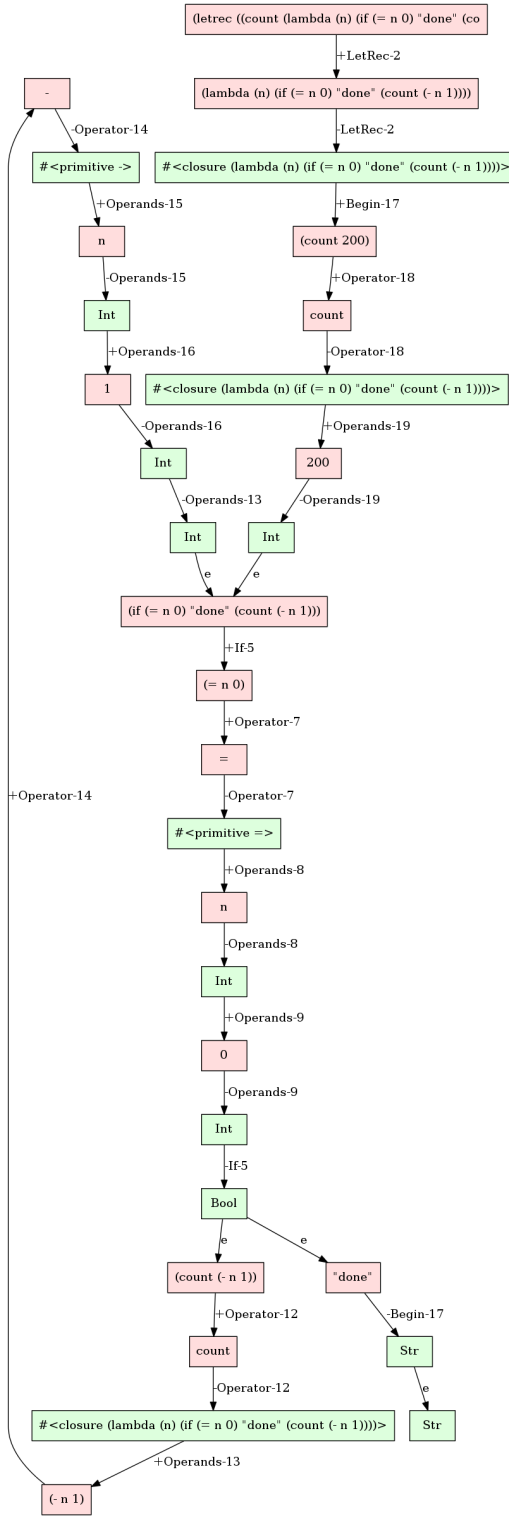 (letrec ((count (lambda (n) (if (= n 0) "done" (co
+LetRec-2
-
(lambda (n) (if (= n 0) "done" (count (- n 1))))
-Operator-14
-LetRec-2
#<primitive ->
#<closure (lambda (n) (if (= n 0) "done" (count (- n 1))))>
+Operands-15
+Begin-17
n
(count 200)
-Operands-15
+Operator-18
Int
count
+Operands-16
-Operator-18
1
#<closure (lambda (n) (if (= n 0) "done" (count (- n 1))))>
-Operands-16
+Operands-19
Int
200
-Operands-13
-Operands-19
Int
Int
e
e
(if (= n 0) "done" (count (- n 1)))
+If-5
(= n 0)
+Operator-7
=
+Operator-14
-Operator-7
#<primitive =>
+Operands-8
n
-Operands-8
Int
+Operands-9
0
-Operands-9
Int
-If-5
Bool
e
e
(count (- n 1))
"done"
+Operator-12
-Begin-17
count
Str
-Operator-12
e
#<closure (lambda (n) (if (= n 0) "done" (count (- n 1))))>
Str
+Operands-13
(- n 1)